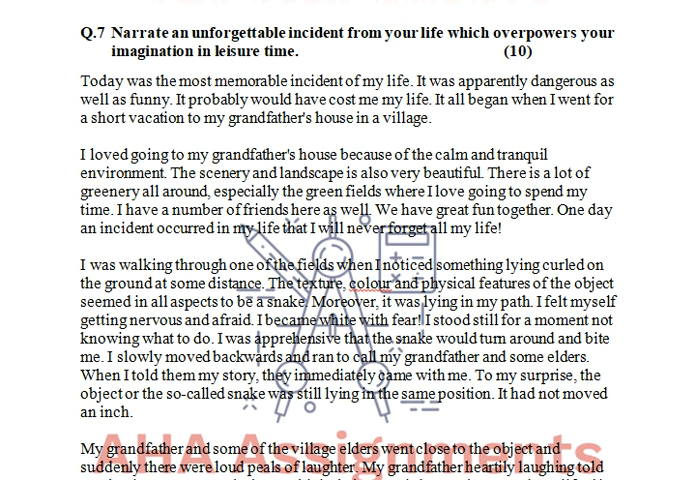 Q.7 Narrate an unforgettable incident from your life which overpowers your
imagination in leisure time. (10)
Today was the most memorable incident of my life. It was apparently dangerous as
well as funny. It probably would have cost me my life. It all began when I went for
a short vacation to my grandfather's house in a village.
I loved going to my grandfather's house because of the calm and tranquil
environment. The scenery and landscape is also very beautiful. There is a lot of
greenery all around, especially the green fields where I love going to spend my
time. I have a number of friends here as well. We have great fun together. One day
an incident occurred in my life that I will never forget all my life!
I was walking through one of the fields when I noticed something lying curled on
the ground at some distance. The texture, colour and physical features of the object
seemed in all aspects to be a snake. Moreover, it was lying in my path. I felt myself
getting nervous and afraid. I became white with fear! I stood still for a moment not
knowing what to do. I was apprehensive that the snake would turn around and bite
me. I slowly moved backwards and ran to call my grandfather and some elders.
When I told them my story, they immediately came with me. To my surprise, the
object or the so-called snake was still lying in the same position. It had not moved
an inch.
My grandfather and some of the village elders went close to the object and
suddenly there were loud peals of laughter. My grandfather heartily laughing told
AHA Assignments